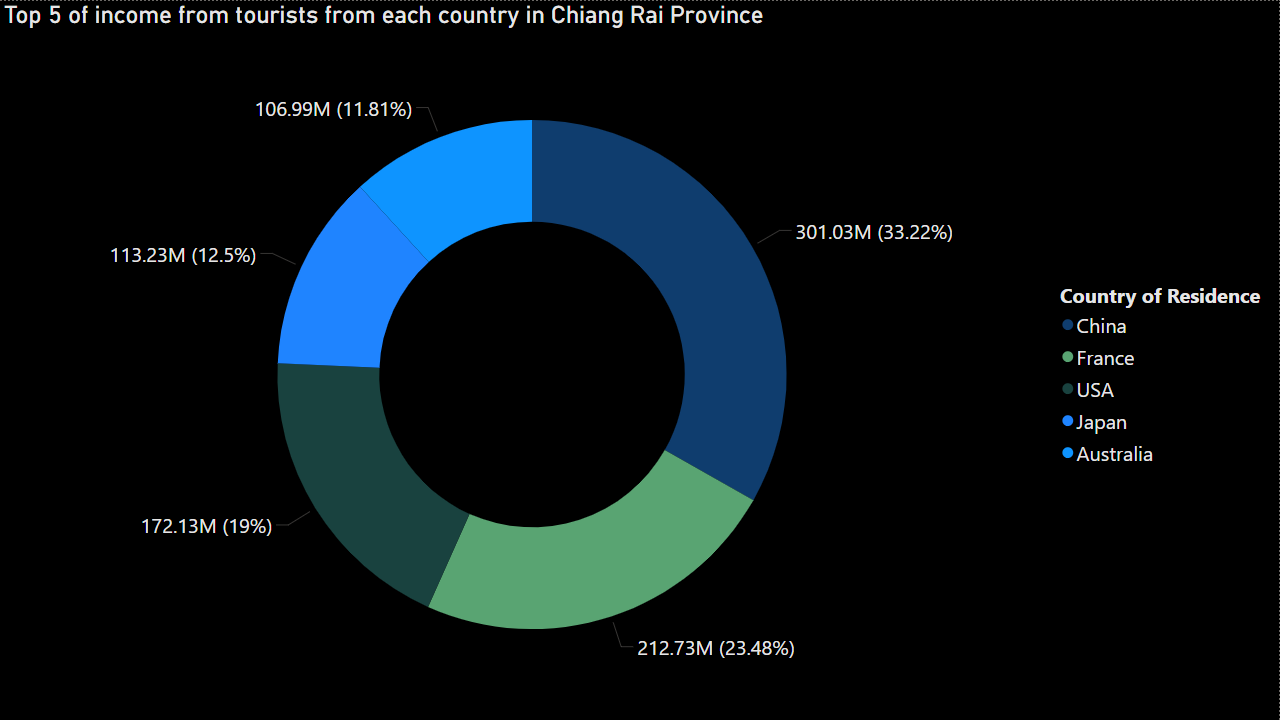 Top 5 of income from tourists from each country in Chiang Rai Province
106.99M (11.81%)
301.03M (33.22%)
113.23M (12.5%)
172.13M (19%)
212.73M (23.48%)
Country of Residence
China
France
USA
Japan
Australia